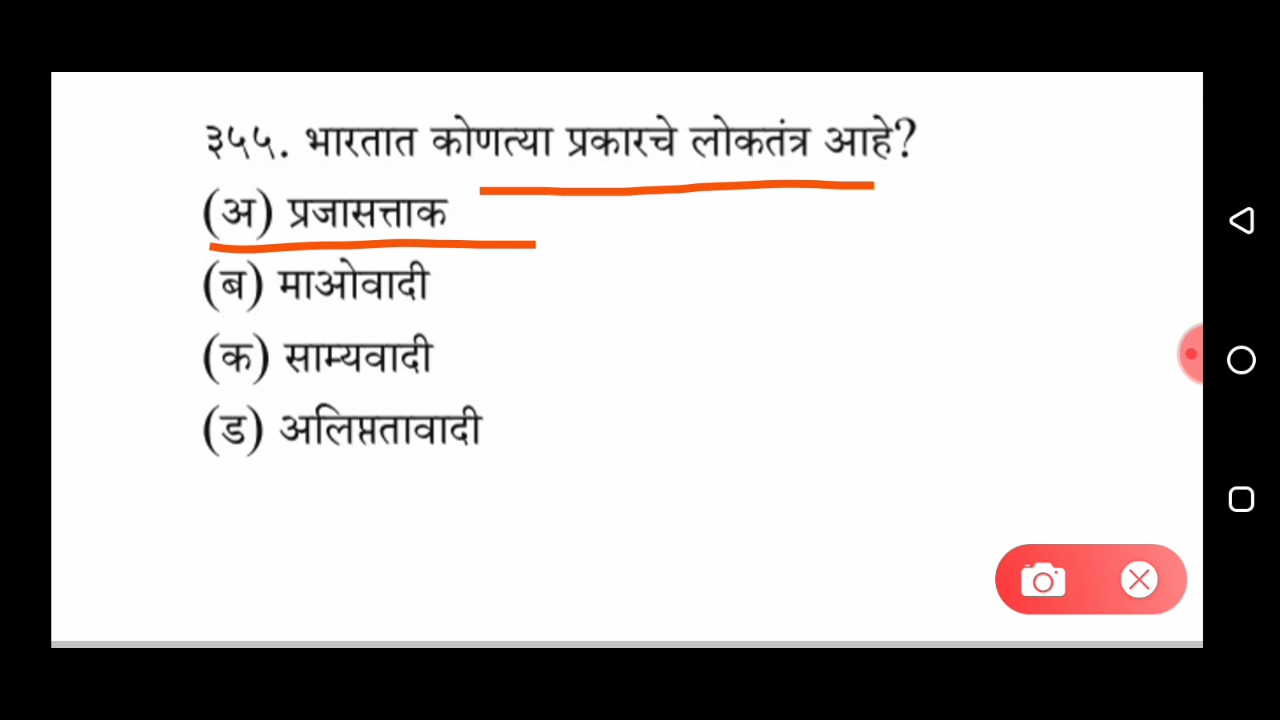 ३५५. भारतात कोणत्या प्रकारचे लोकतंत्र आहे?
(अ) प्रजासत्ताक
(ब) माओवादी
(क) साम्यवादी
(ड) अलिप्ततावादी